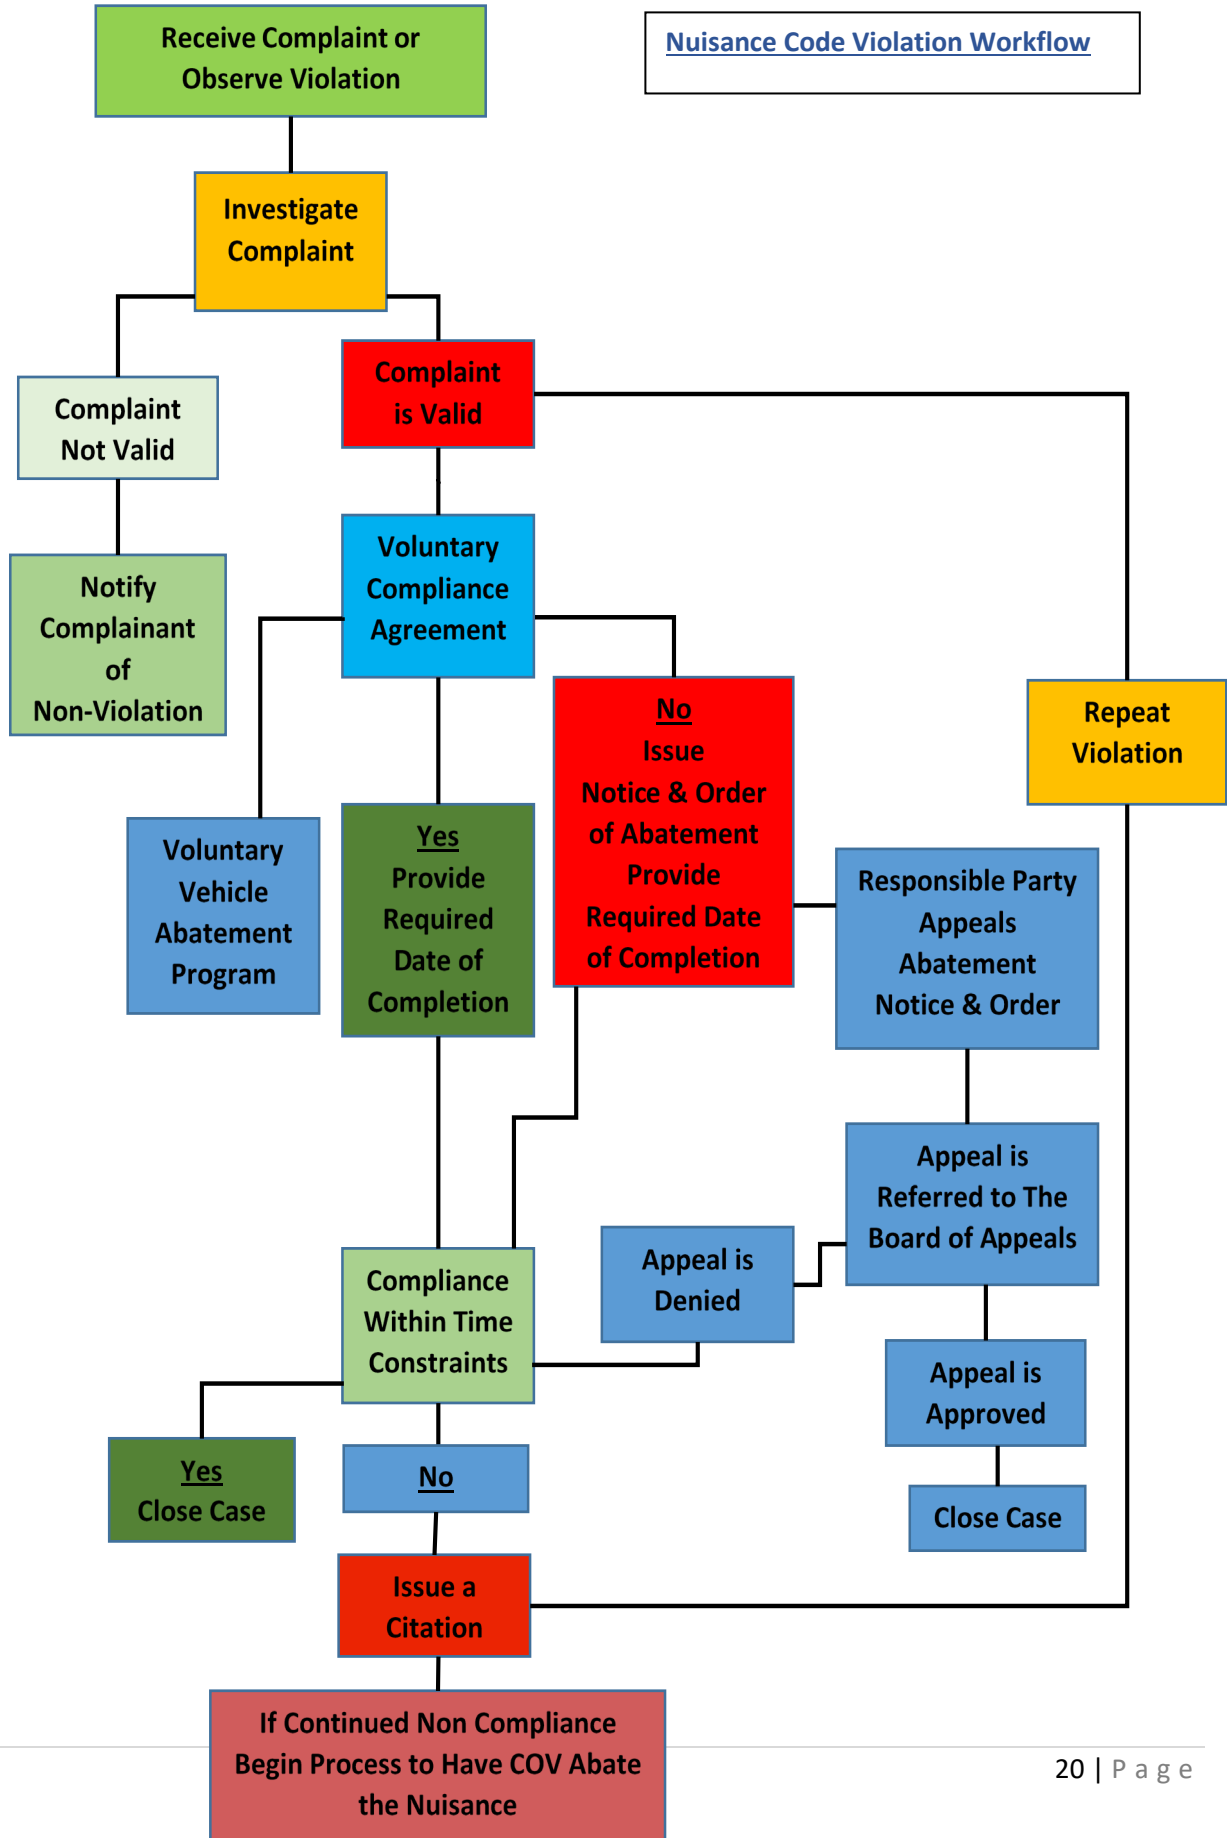 Receive Complaint or
Observe Violation
Nuisance Code Violation Workflow
Investigate
Complaint
Complaint
is Valid
Complaint
Not Valid
Voluntary
Compliance
Agreement
Notify
Complainant
of
Non-Violation
No
Issue
Notice & Order
of Abatement
Provide
Required Date
of Completion
Repeat
Violation
Voluntary
Vehicle
Abatement
Program
Yes
Provide
Required
Date of
Completion
Responsible Party
Appeals
Abatement
Notice & Order
Appeal is
Referred to The
Board of Appeals
Appeal is
Denied
Compliance
Within Time
Constraints
Appeal is
Approved
Yes
Close Case
No
Close Case
Issue a
Citation
If Continued Non Compliance
Begin Process to Have COV Abate
the Nuisance
20 | P a g e